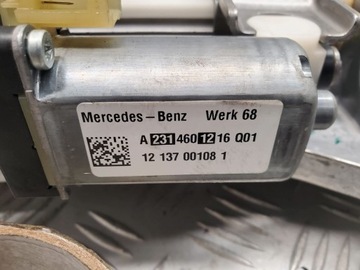 Mercedes-Benz Werk 68
A 231 460 12 16 Q01
12 137 00108 1